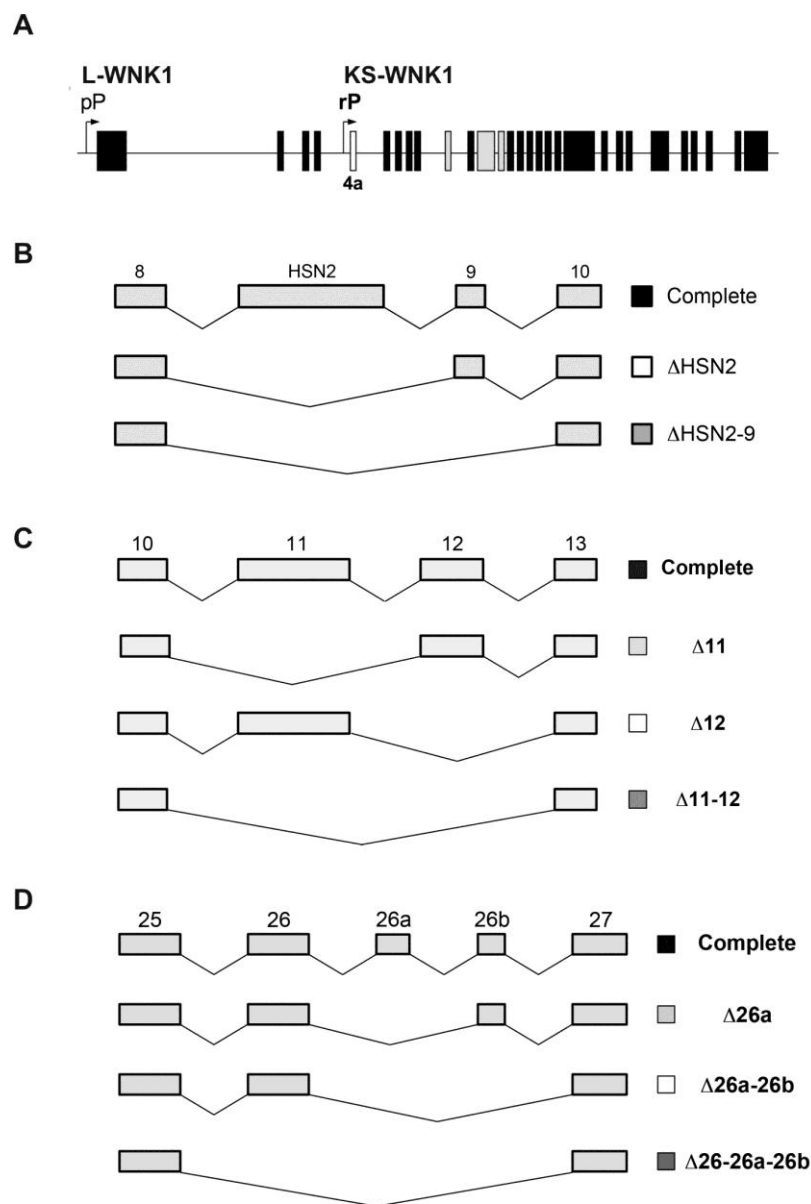 A
L-WNK1 KS-WNK1
pP rP
4a
B
8 HSN2 9 10
Complete
ΔHSN2
ΔHSN2-9
C
10 11 12 13
Complete
Δ11
Δ12
Δ11-12
D
25 26 26a 26b 27
Complete
Δ26a
Δ26a-26b
Δ26-26a-26b